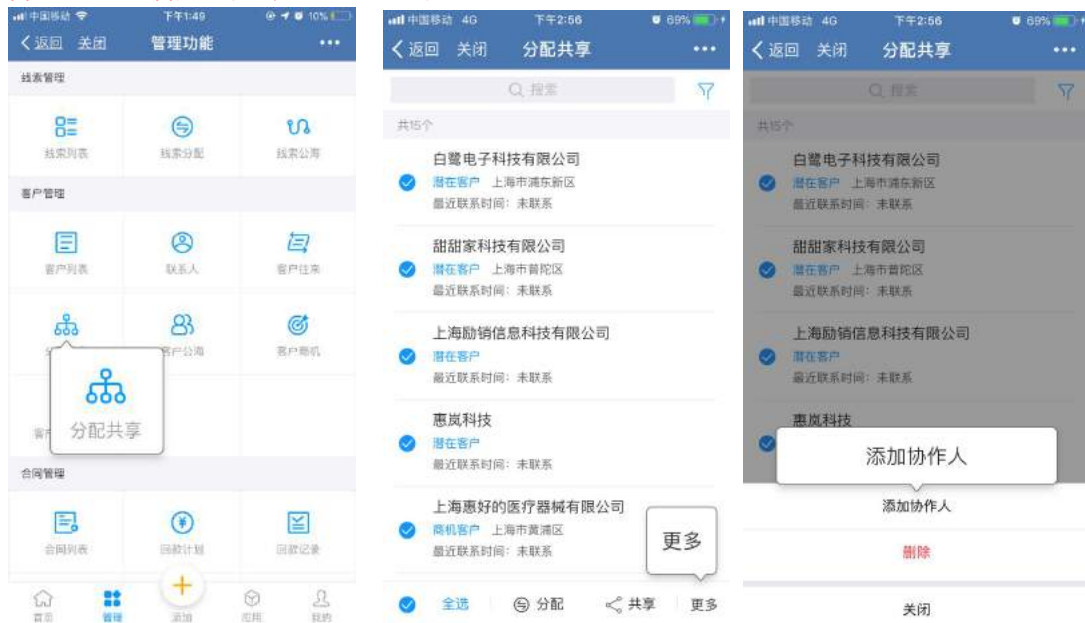 中国移动
下午1:49
10%
返回 关闭 管理功能
线索管理
线索列表 线索分配 线索公海
客户管理
客户列表 联系人 客户往来
客户公海 客户商机
分配共享
合同管理
合同列表 回款计划 回款记录
首页 管理 添加 应用 我的
中国移动 4G 下午2:56 69%
返回 关闭 分配共享
搜索
共15个
白鹭电子科技有限公司
潜在客户 上海市浦东新区
最近联系时间：未联系
甜甜家科技有限公司
潜在客户 上海市普陀区
最近联系时间：未联系
上海励销信息科技有限公司
潜在客户
最近联系时间：未联系
惠岚科技
潜在客户
最近联系时间：未联系
上海惠好的医疗器械有限公司
商机客户 上海市黄浦区
最近联系时间：未联系
更多
全选 分配 共享 更多
中国移动 4G 下午2:56 69%
返回 关闭 分配共享
搜索
共15个
白鹭电子科技有限公司
潜在客户 上海市浦东新区
最近联系时间：未联系
甜甜家科技有限公司
潜在客户 上海市普陀区
最近联系时间：未联系
上海励销信息科技有限公司
潜在客户
最近联系时间：未联系
惠岚科技
添加协作人
添加协作人
删除
关闭